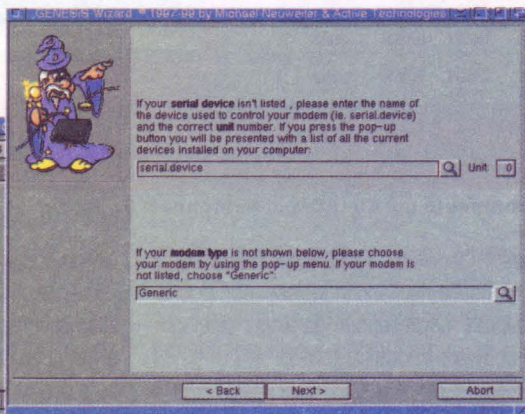 GENESIS Wizard © 1997-99 by Michael Neuweiler & Active Technologies
If your serial device isn't listed , please enter the name of
the device used to control your modem (ie. serial.device)
and the correct unit number. If you press the pop-up
button you will be presented with a list of all the current
devices installed on your computer:
serial.device Unit 0
If your modem type is not shown below, please choose
your modem by using the pop-up menu. If your modem is
not listed, choose "Generic".
Generic
< Back Next > Abort